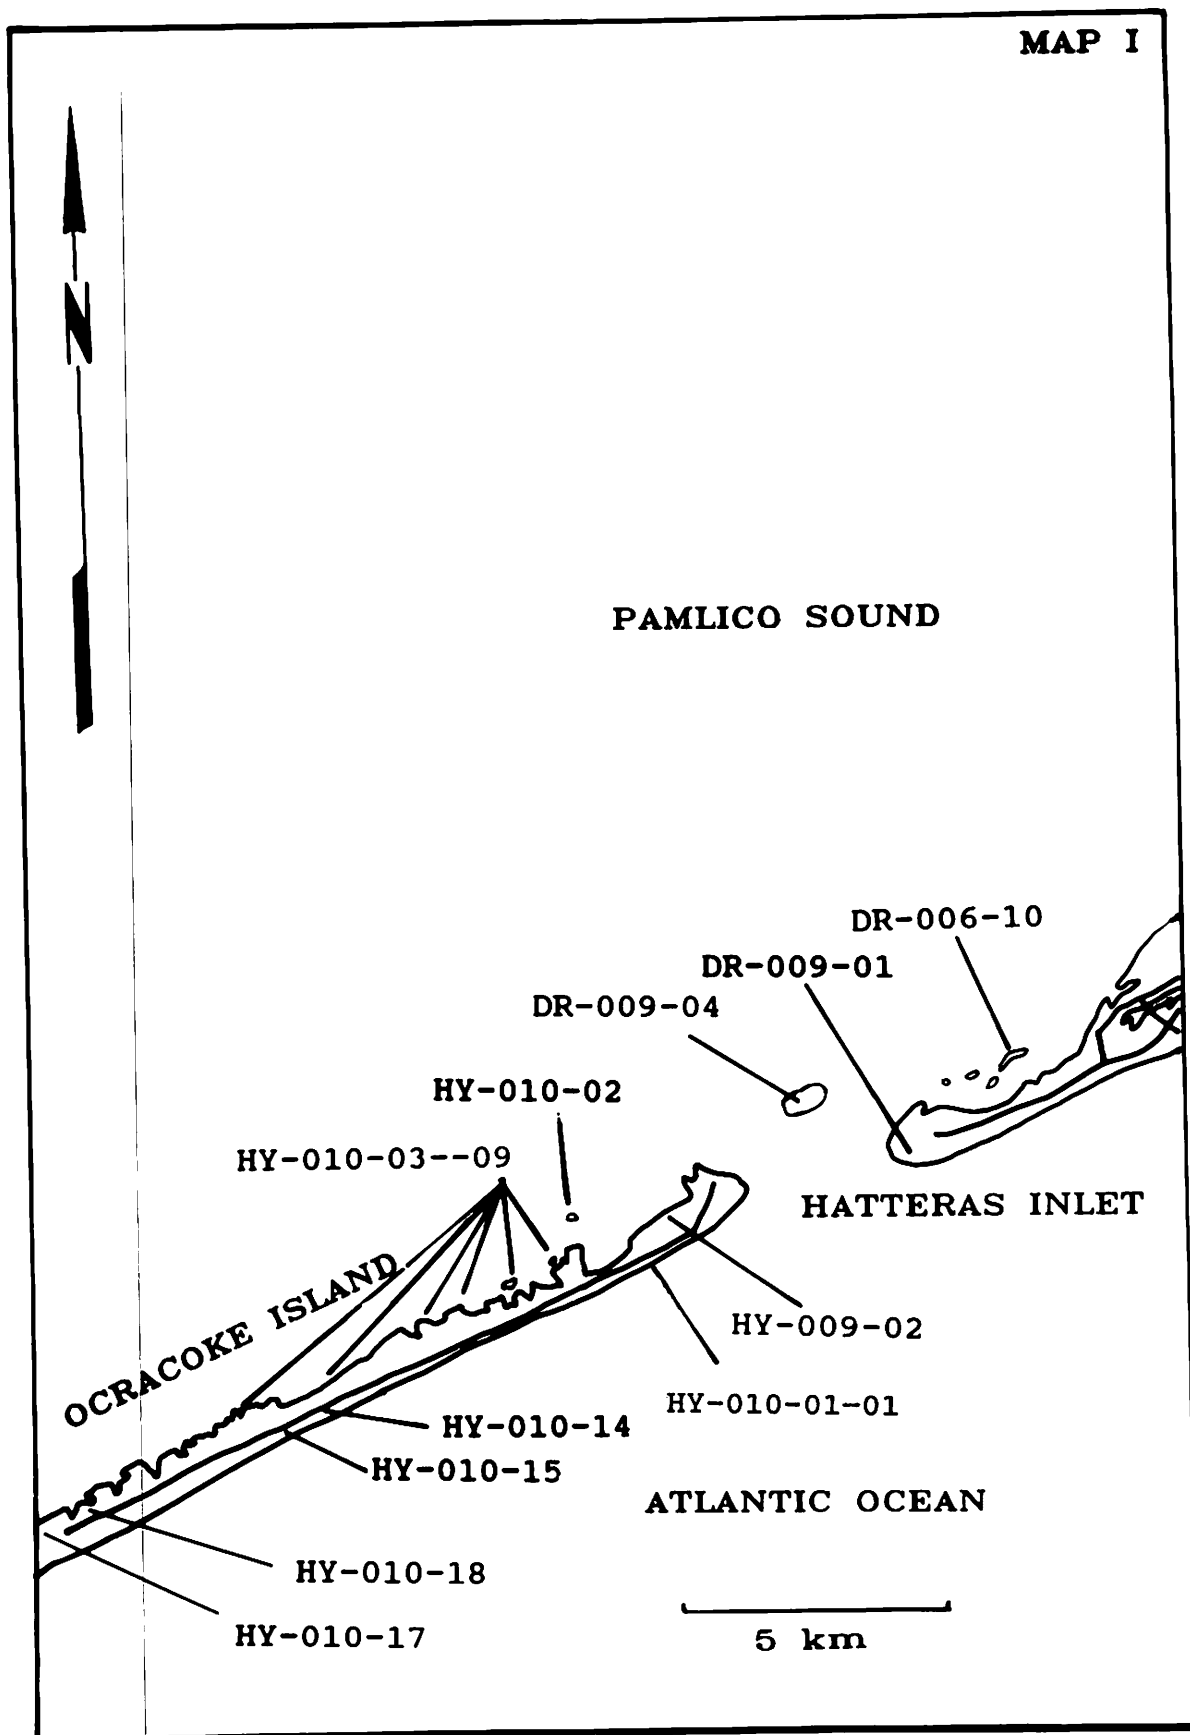 MAP I
N
PAMLICO SOUND
DR-006-10
DR-009-01
DR-009-04
HY-010-02
HY-010-03--09
HATTERAS INLET
OCRACOKE ISLAND
HY-009-02
HY-010-01-01
HY-010-14
HY-010-15
ATLANTIC OCEAN
HY-010-18
HY-010-17
5 km